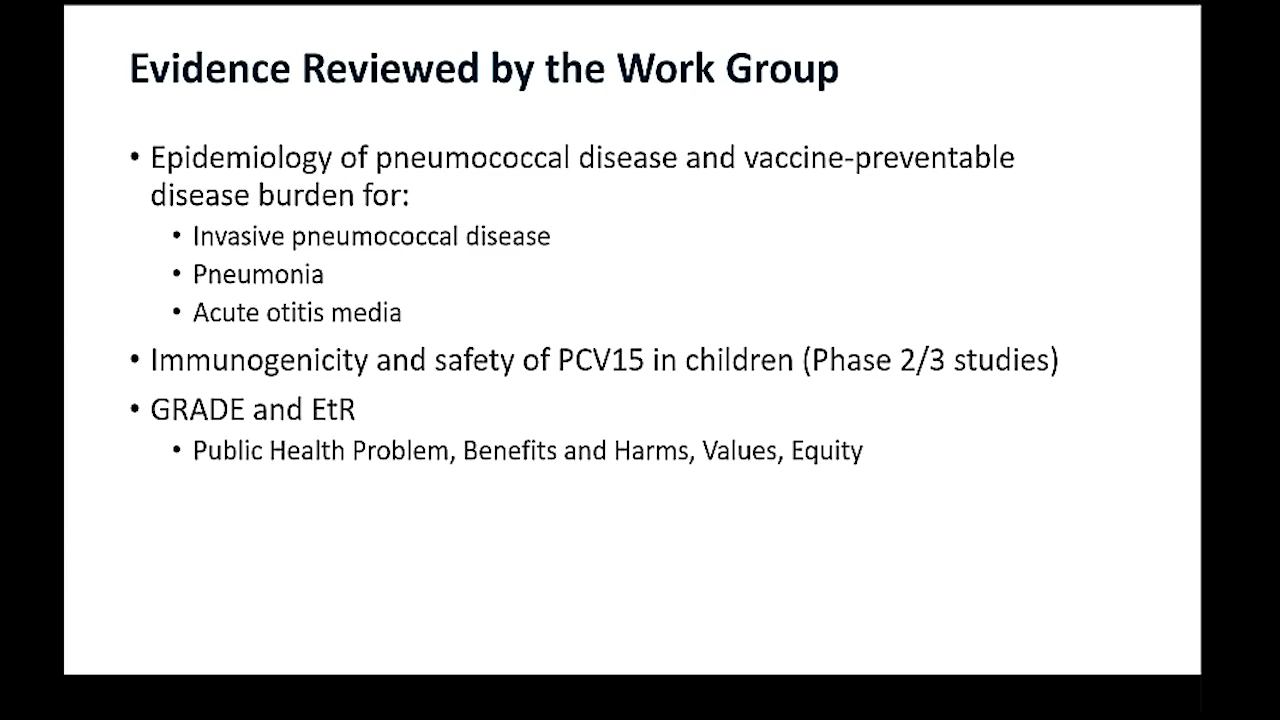 Evidence Reviewed by the Work Group
• Epidemiology of pneumococcal disease and vaccine-preventable
disease burden for:
• Invasive pneumococcal disease
• Pneumonia
• Acute otitis media
• Immunogenicity and safety of PCV15 in children (Phase 2/3 studies)
• GRADE and EtR
• Public Health Problem, Benefits and Harms, Values, Equity